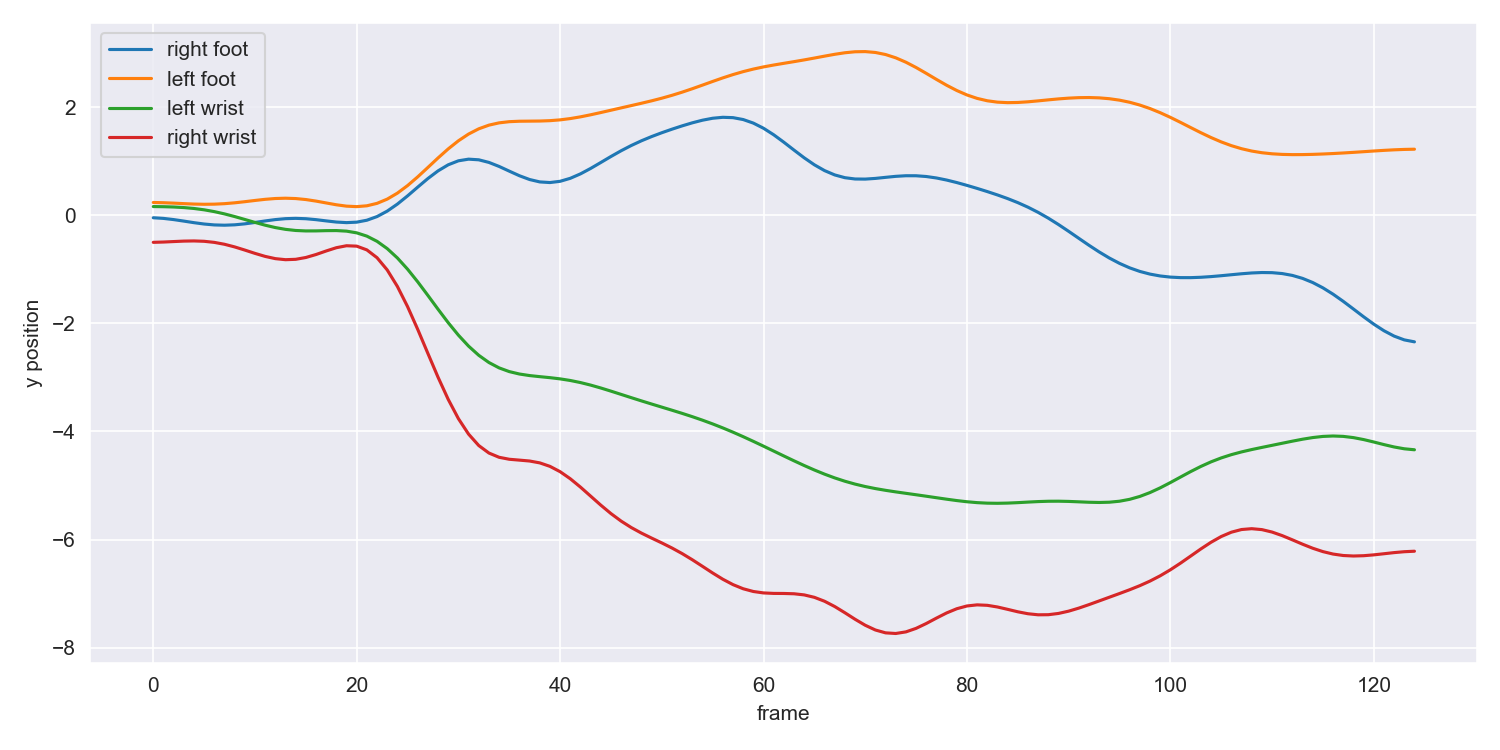 right foot
left foot
left wrist
right wrist
y position
2
0
−2
−4
−6
−8
0 20 40 60 80 100 120
frame